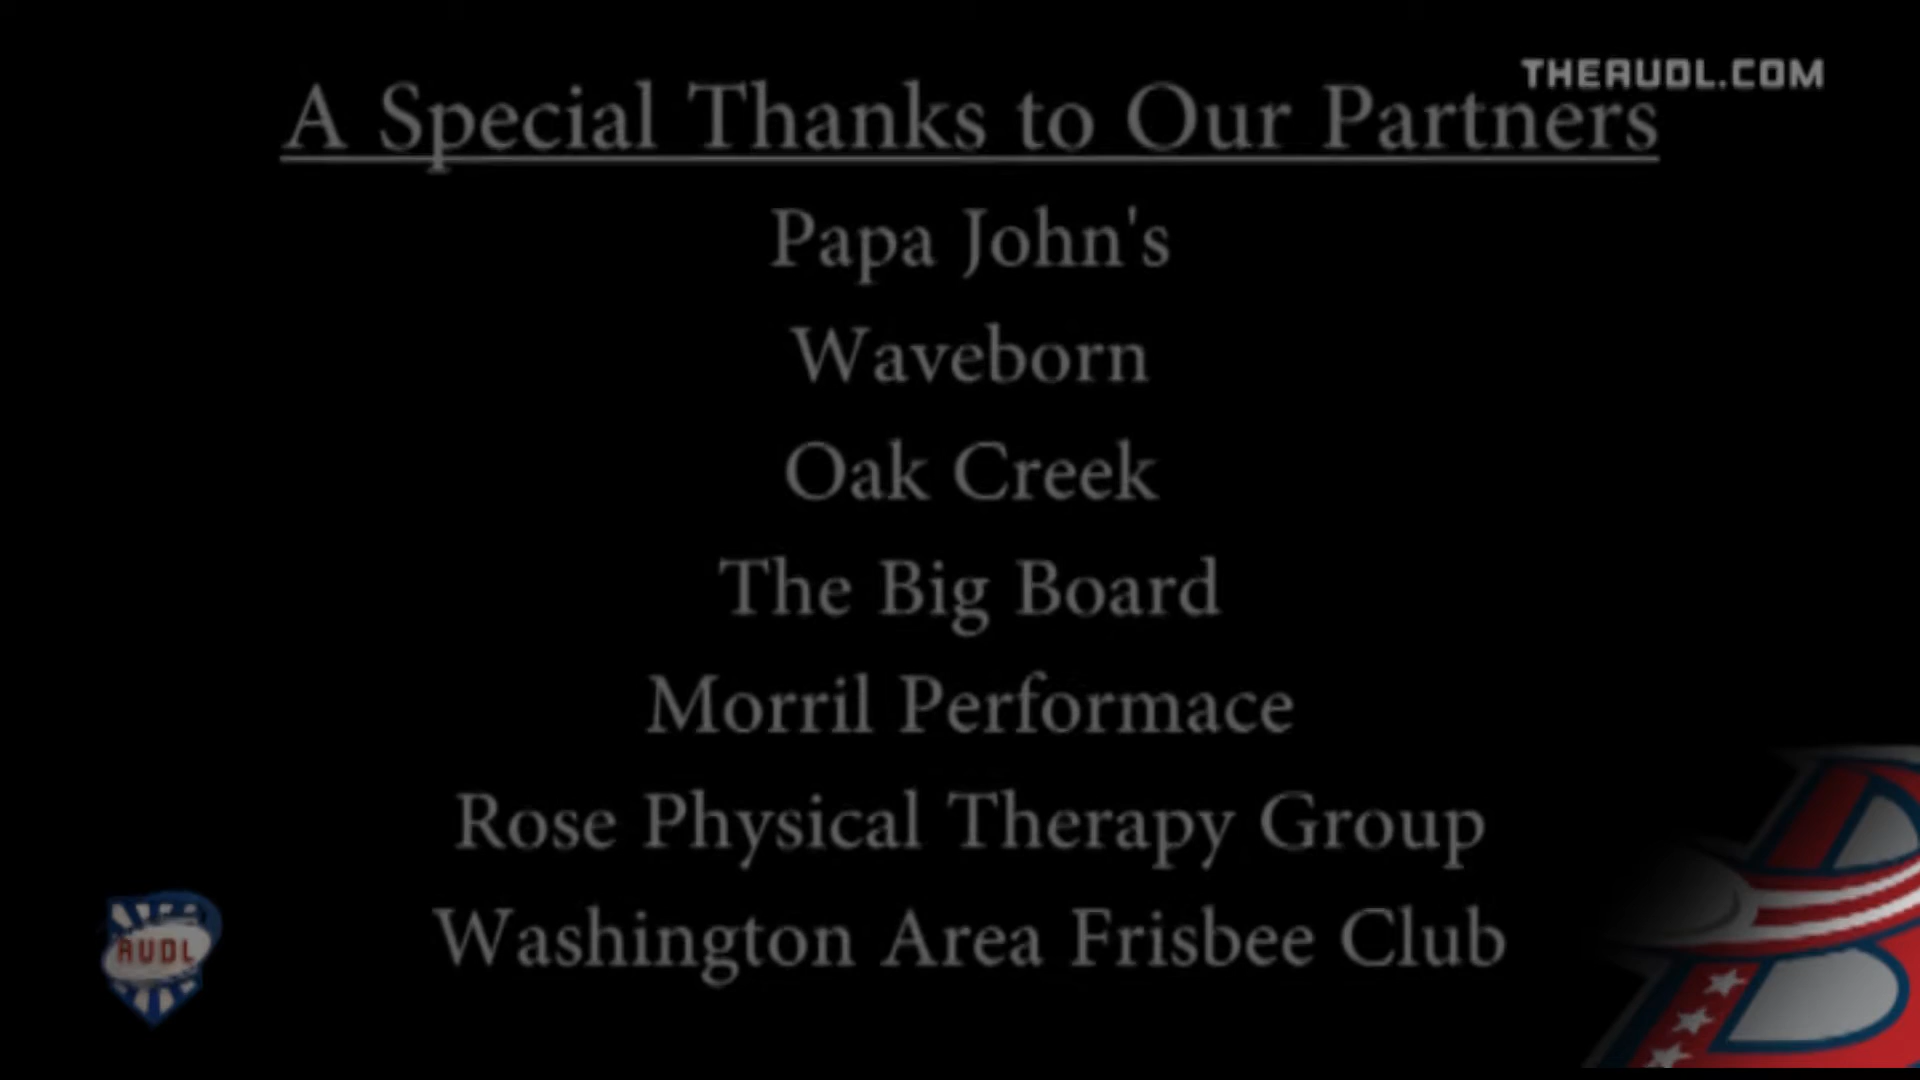 THEAUDL.COM
A Special Thanks to Our Partners
Papa John's
Waveborn
Oak Creek
The Big Board
Morril Performace
Rose Physical Therapy Group
Washington Area Frisbee Club
AUDL